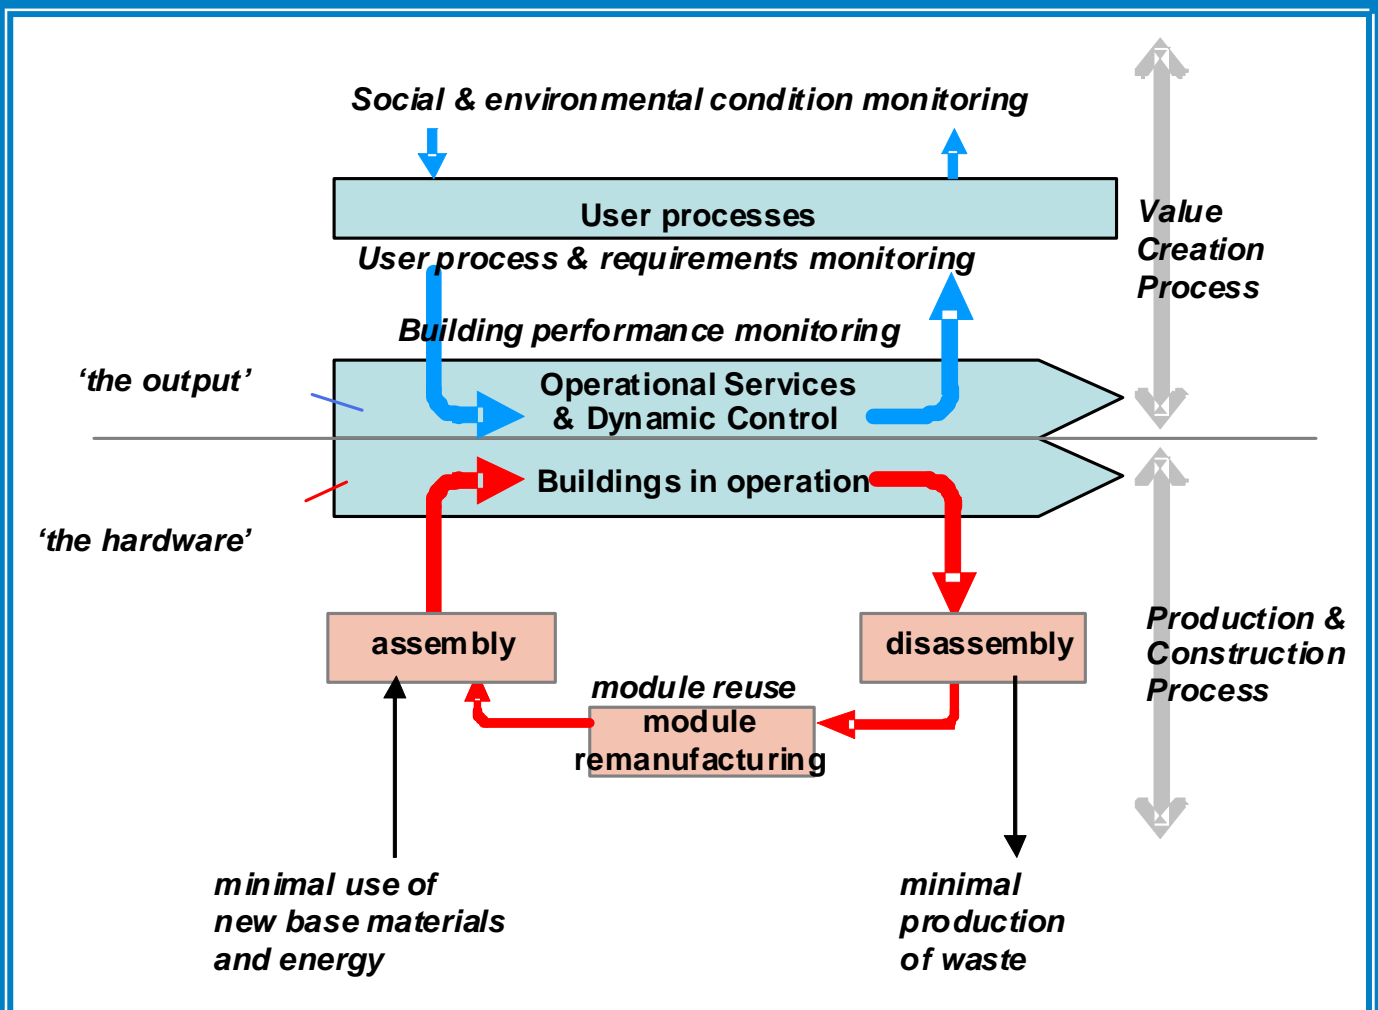 Social & environmental condition monitoring
User processes
User process & requirements monitoring
Value
Creation
Process
Building performance monitoring
‘the output’
Operational Services
& Dynamic Control
Buildings in operation
‘the hardware’
assembly
disassembly
Production &
Construction
Process
module reuse
module
remanufacturing
minimal use of
new base materials
and energy
minimal
production
of waste